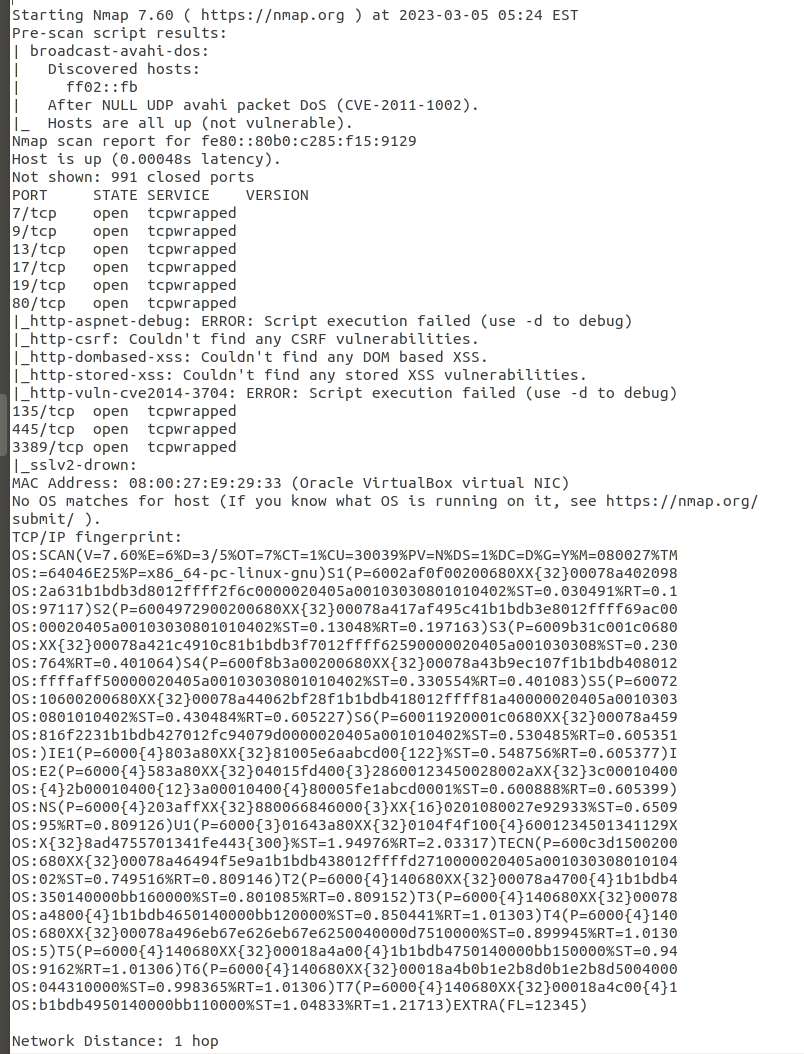 Starting Nmap 7.60 ( https://nmap.org ) at 2023-03-05 05:24 EST
Pre-scan script results:
| broadcast-avahi-dos:
|   Discovered hosts:
|     ff02::fb
|   After NULL UDP avahi packet DoS (CVE-2011-1002).
|_  Hosts are all up (not vulnerable).
Nmap scan report for fe80::80b0:c285:f15:9129
Host is up (0.00048s latency).
Not shown: 991 closed ports
PORT     STATE SERVICE    VERSION
7/tcp    open  tcpwrapped
9/tcp    open  tcpwrapped
13/tcp   open  tcpwrapped
17/tcp   open  tcpwrapped
19/tcp   open  tcpwrapped
80/tcp   open  tcpwrapped
|_http-aspnet-debug: ERROR: Script execution failed (use -d to debug)
|_http-csrf: Couldn't find any CSRF vulnerabilities.
|_http-dombased-xss: Couldn't find any DOM based XSS.
|_http-stored-xss: Couldn't find any stored XSS vulnerabilities.
|_http-vuln-cve2014-3704: ERROR: Script execution failed (use -d to debug)
135/tcp  open  tcpwrapped
445/tcp  open  tcpwrapped
3389/tcp open  tcpwrapped
|_sslv2-drown:
MAC Address: 08:00:27:E9:29:33 (Oracle VirtualBox virtual NIC)
No OS matches for host (If you know what OS is running on it, see https://nmap.org/
submit/ ).
TCP/IP fingerprint:
OS:SCAN(V=7.60%E=6%D=3/5%OT=7%CT=1%CU=30039%PV=N%DS=1%DC=D%G=Y%M=080027%TM
OS:=64046E25%P=x86_64-pc-linux-gnu)S1(P=6002af0f00200680XX{32}00078a402098
OS:2a631b1bdb3d8012ffff2f6c0000020405a00103030801010402%ST=0.030491%RT=0.1
OS:97117)S2(P=6004972900200680XX{32}00078a417af495c41b1bdb3e8012ffff69ac00
OS:00020405a00103030801010402%ST=0.13048%RT=0.197163)S3(P=6009b31c001c0680
OS:XX{32}00078a421c4910c81b1bdb3f7012ffff62590000020405a001030308%ST=0.230
OS:764%RT=0.401064)S4(P=600f8b3a00200680XX{32}00078a43b9ec107f1b1bdb408012
OS:ffffaff50000020405a00103030801010402%ST=0.330554%RT=0.401083)S5(P=60072
OS:10600200680XX{32}00078a44062bf28f1b1bdb418012ffff81a40000020405a0010303
OS:0801010402%ST=0.430484%RT=0.605227)S6(P=60011920001c0680XX{32}00078a459
OS:816f2231b1bdb427012fc94079d0000020405a001010402%ST=0.530485%RT=0.605351
OS:)IE1(P=6000{4}803a80XX{32}81005e6aabcd00{122}%ST=0.548756%RT=0.605377)I
OS:E2(P=6000{4}583a80XX{32}04015fd400{3}28600123450028002aXX{32}3c00010400
OS:{4}2b00010400{12}3a00010400{4}80005fe1abcd0001%ST=0.600888%RT=0.605399)
OS:NS(P=6000{4}203affXX{32}880066846000{3}XX{16}0201080027e92933%ST=0.6509
OS:95%RT=0.809126)U1(P=6000{3}01643a80XX{32}0104f4f100{4}6001234501341129X
OS:X{32}8ad4755701341fe443{300}%ST=1.94976%RT=2.03317)TECN(P=600c3d1500200
OS:680XX{32}00078a46494f5e9a1b1bdb438012ffffd2710000020405a001030308010104
OS:02%ST=0.749516%RT=0.809146)T2(P=6000{4}140680XX{32}00078a4700{4}1b1bdb4
OS:350140000bb160000%ST=0.801085%RT=0.809152)T3(P=6000{4}140680XX{32}00078
OS:a4800{4}1b1bdb4650140000bb120000%ST=0.850441%RT=1.01303)T4(P=6000{4}140
OS:680XX{32}00078a496eb67e626eb67e6250040000d7510000%ST=0.899945%RT=1.0130
OS:5)T5(P=6000{4}140680XX{32}00018a4a00{4}1b1bdb4750140000bb150000%ST=0.94
OS:9162%RT=1.01306)T6(P=6000{4}140680XX{32}00018a4b0b1e2b8d0b1e2b8d5004000
OS:044310000%ST=0.998365%RT=1.01306)T7(P=6000{4}140680XX{32}00018a4c00{4}1
OS:b1bdb4950140000bb110000%ST=1.04833%RT=1.21713)EXTRA(FL=12345)
Network Distance: 1 hop